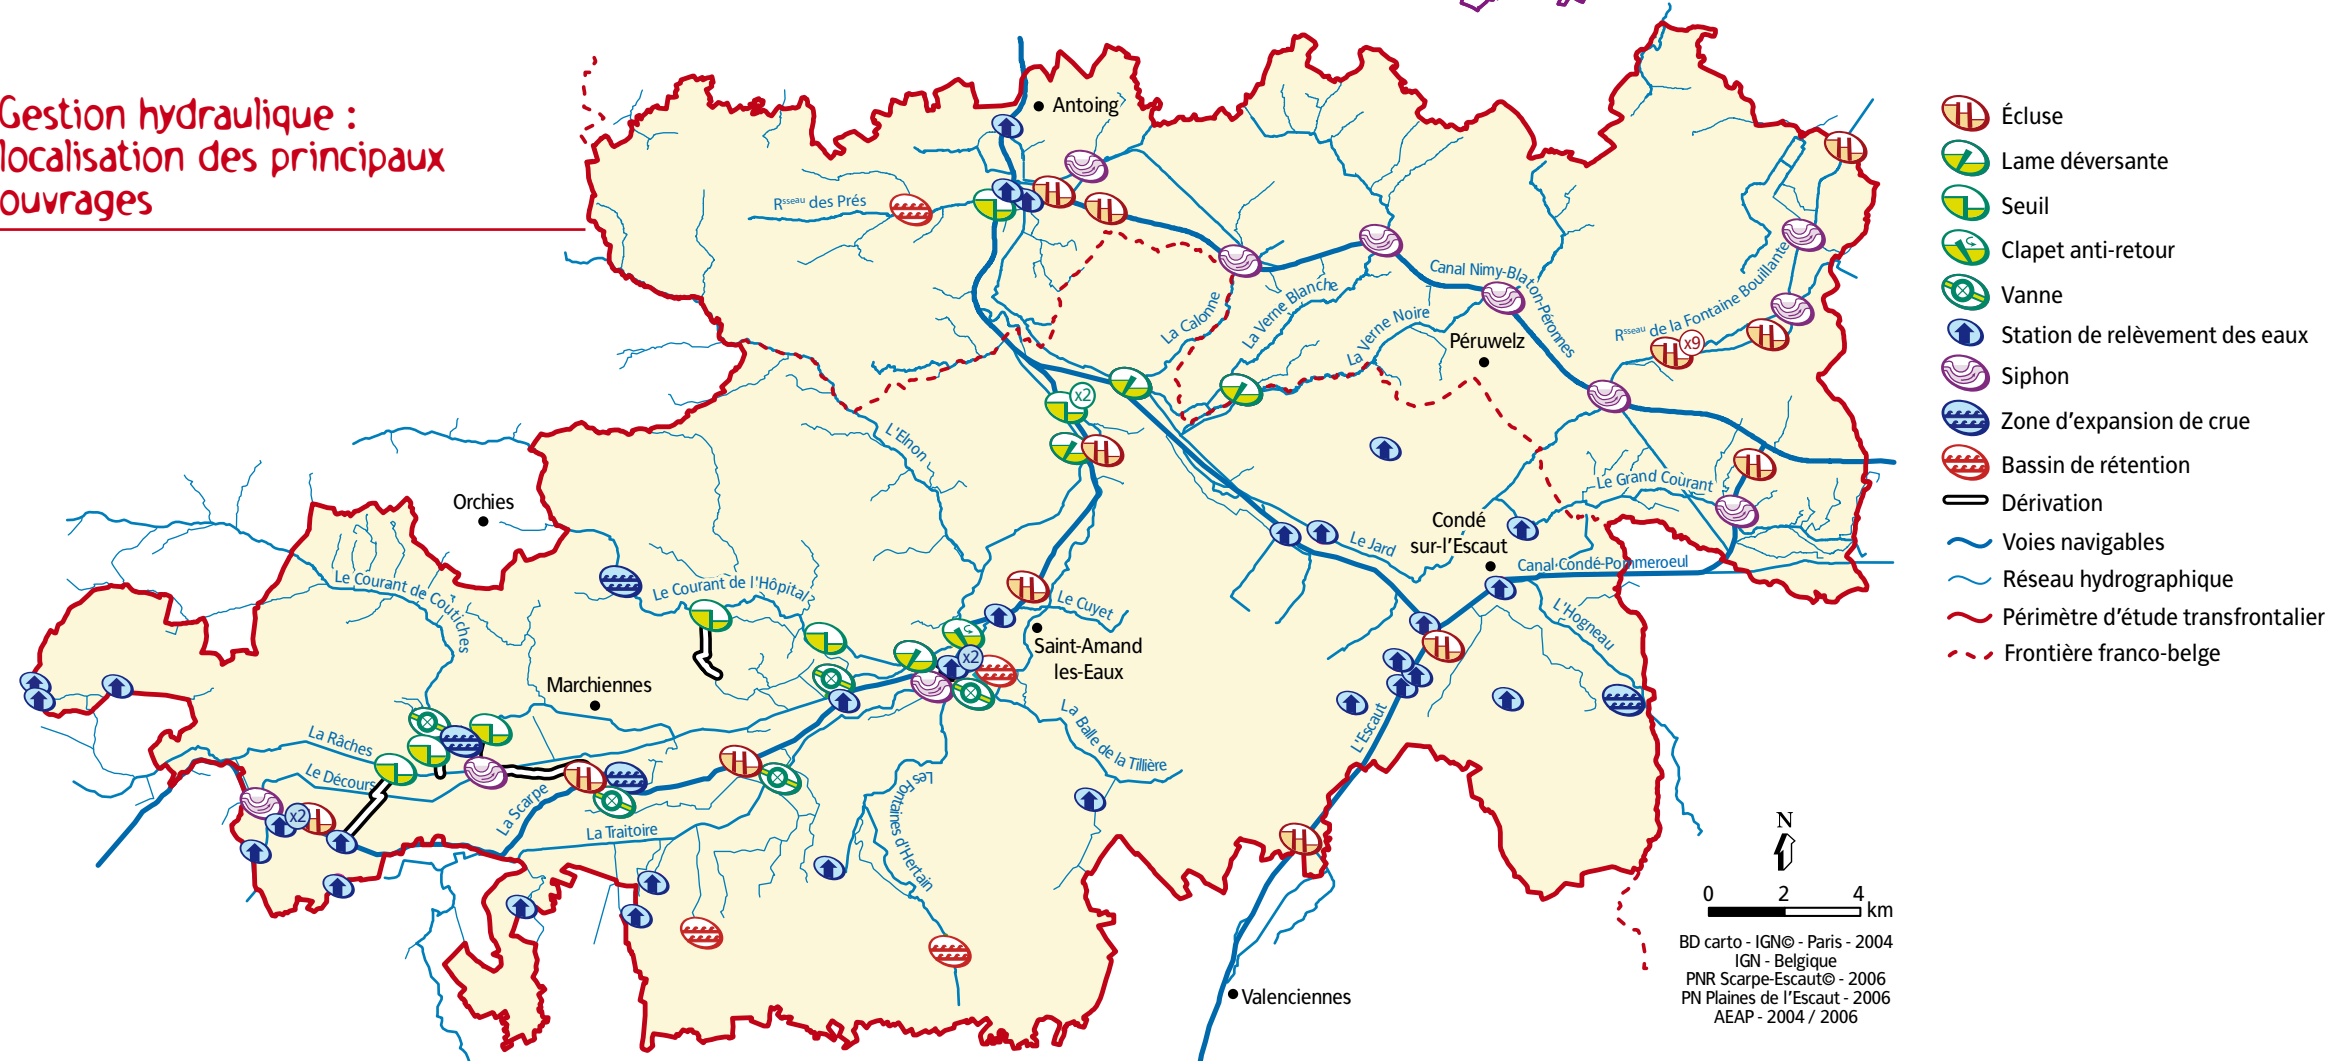 Gestion hydraulique :
localisation des principaux
ouvrages
Antoing
Rsseau des Prés
Canal Nimy-Blaton-Péronnes
La Calonne
La Verne Blanche
La Verne Noire
Péruwelz
Rsseau de la Fontaine Bouillante
x9
x2
L'Elnon
Orchies
Le Grand Courant
Condé
sur-l'Escaut
Le Jard
Canal-Condé-Pommeroeul
Le Courant de Coutiches
Le Courant de l'Hôpital
Le Cuyet
L'Hogneau
Saint-Amand
les-Eaux
x2
Marchiennes
La Balle de la Tillière
L'Escaut
La Râches
Le Décours
x2
La Scarpe
La Traitoire
Les Fontaines d'Hertain
Valenciennes
Écluse
Lame déversante
Seuil
Clapet anti-retour
Vanne
Station de relèvement des eaux
Siphon
Zone d'expansion de crue
Bassin de rétention
Dérivation
Voies navigables
Réseau hydrographique
Périmètre d'étude transfrontalier
Frontière franco-belge
N
0 2 4
km
BD carto - IGN© - Paris - 2004
IGN - Belgique
PNR Scarpe-Escaut© - 2006
PN Plaines de l'Escaut - 2006
AEAP - 2004 / 2006